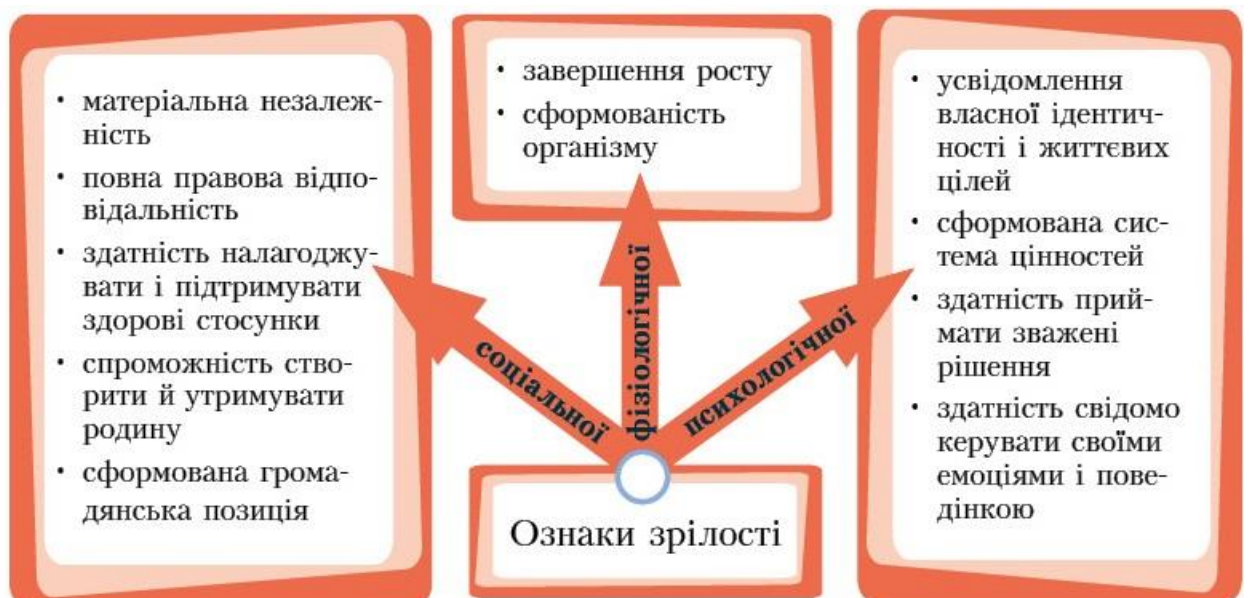 • матеріальна незалеж-
ність
• повна правова відпо-
відальність
• здатність налагоджу-
вати і підтримувати
здорові стосунки
• спроможність ство-
рити й утримувати
родину
• сформована грома-
дянська позиція
• завершення росту
• сформованість
організму
• усвідомлення
власної ідентич-
ності і життєвих
цілей
• сформована сис-
тема цінностей
• здатність прий-
мати зважені
рішення
• здатність свідомо
керувати своїми
емоціями і пове-
дінкою
соціальної
фізіологічної
психологічної
Ознаки зрілості